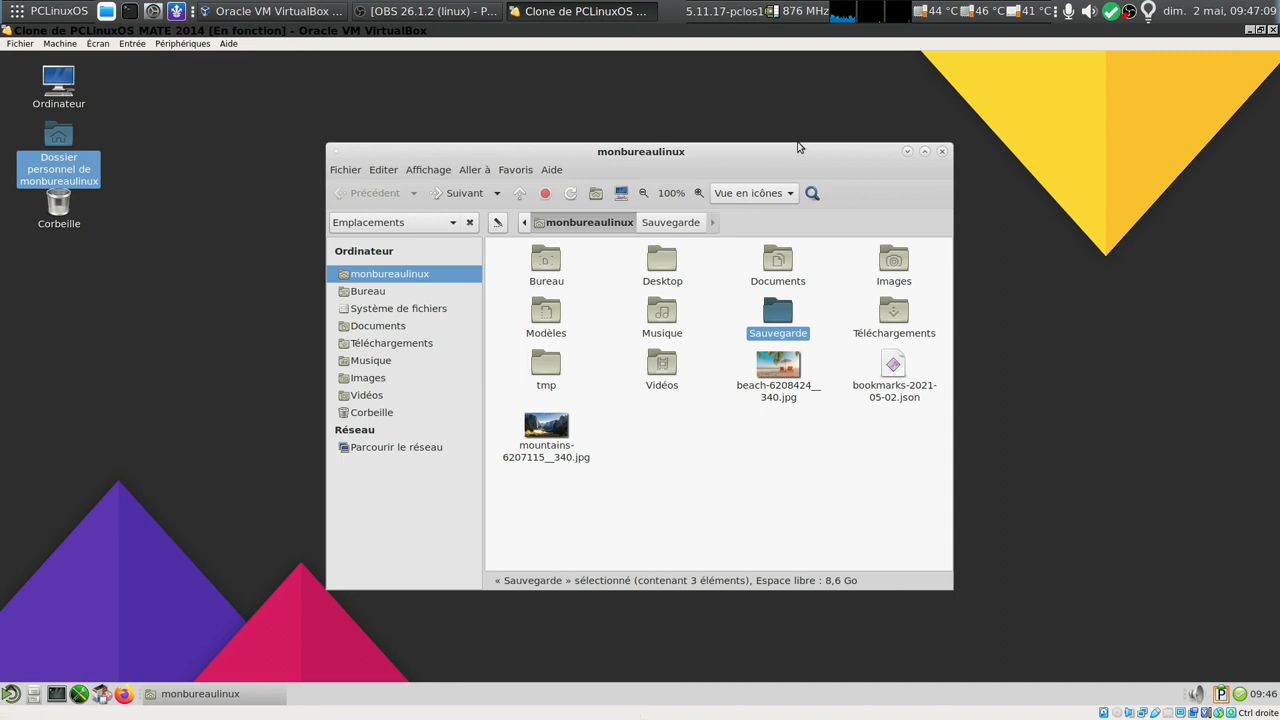 PCLinuxOS
Oracle VM VirtualBox ...
[OBS 26.1.2 (linux) - P...
Clone de PCLinuxOS ...
5.1.17-pclos1
876 MHz
44 °C
46 °C
41 °C
dim. 2 mai, 09:47:09
Clone de PCLinuxOS MATE 2014 [En fonction] - Oracle VM VirtualBox
Fichier Machine Écran Entrée Périphériques Aide
Ordinateur
Dossier
personnel de
monbureaulinux
Corbeille
monbureaulinux
Fichier Editer Affichage Aller à Favoris Aide
Précédent Suivant 100% Vue en icônes
Emplacements monbureaulinux Sauvegarde
Ordinateur
monbureaulinux
Bureau
Système de fichiers
Documents
Téléchargements
Musique
Images
Vidéos
Corbeille
Réseau
Parcourir le réseau
Bureau
Desktop
Documents
Images
Modèles
Musique
Sauvegarde
Téléchargements
tmp
Vidéos
beach-6208424__
340.jpg
bookmarks-2021-
05-02.json
mountains-
6207115__340.jpg
« Sauvegarde » sélectionné (contenant 3 éléments), Espace libre : 8,6 Go
monbureaulinux
09:46
Ctrl droite